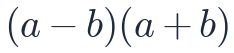 (a − b)(a + b)